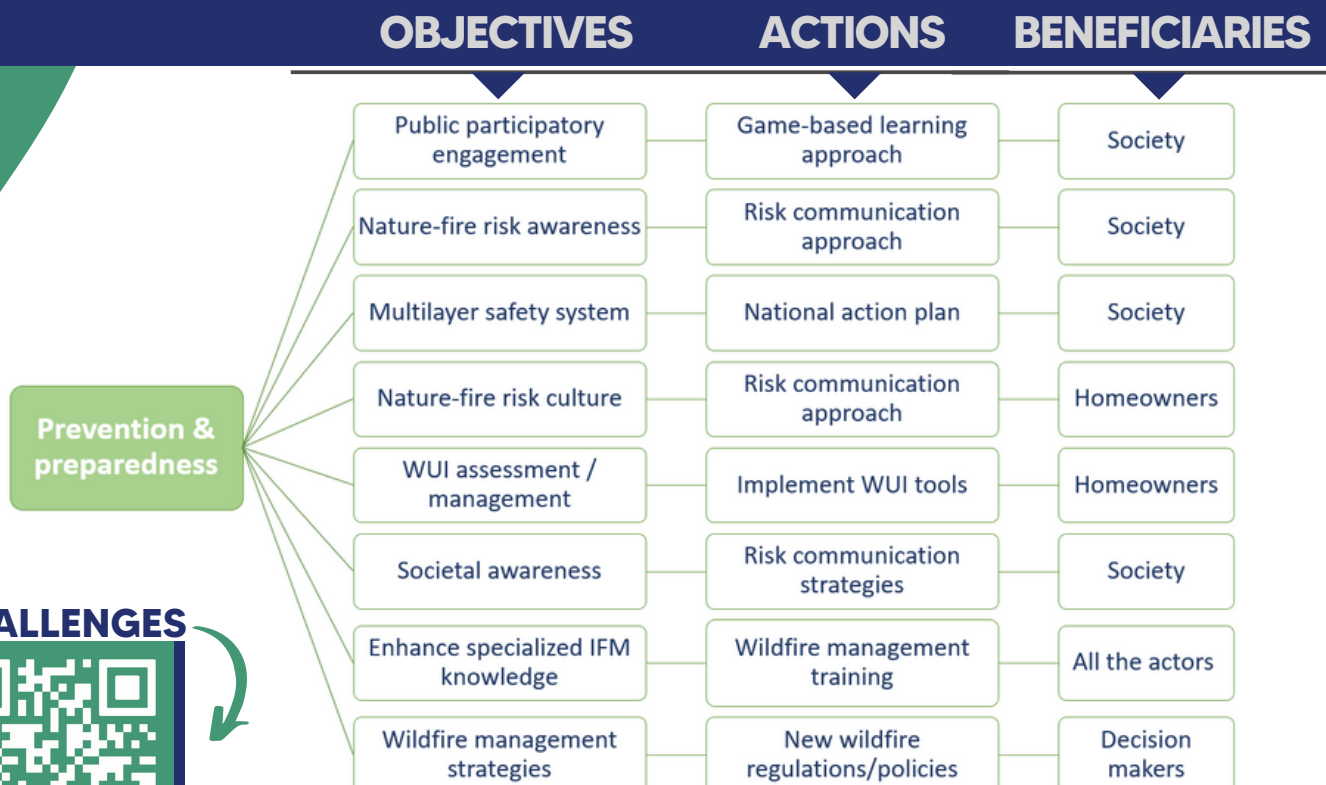 OBJECTIVES ACTIONS BENEFICIARIES
Public participatory
engagement
Game-based learning
approach
Society
Nature-fire risk awareness
Risk communication
approach
Society
Multilayer safety system
National action plan
Society
Nature-fire risk culture
Risk communication
approach
Homeowners
Prevention &
preparedness
WUI assessment /
management
Implement WUI tools
Homeowners
Societal awareness
Risk communication
strategies
Society
ALLENGES
Enhance specialized IFM
knowledge
Wildfire management
training
All the actors
Wildfire management
strategies
New wildfire
regulations/policies
Decision
makers